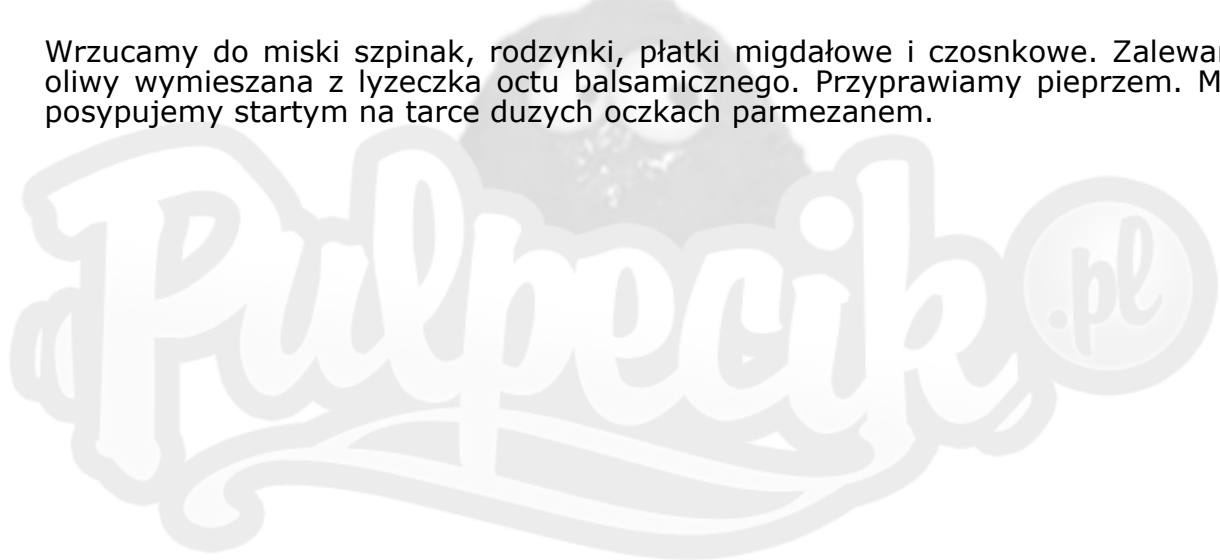 Wrzucamy do miski szpinak, rodzynki, płatki migdałowe i czosnkowe.
oliwy wymieszana z lyzeczka octu balsamicznego. Przyprawiamy pieprzem.
posypujemy startym na tarce duzych oczkach parmezanem.
Pulpecik.pl